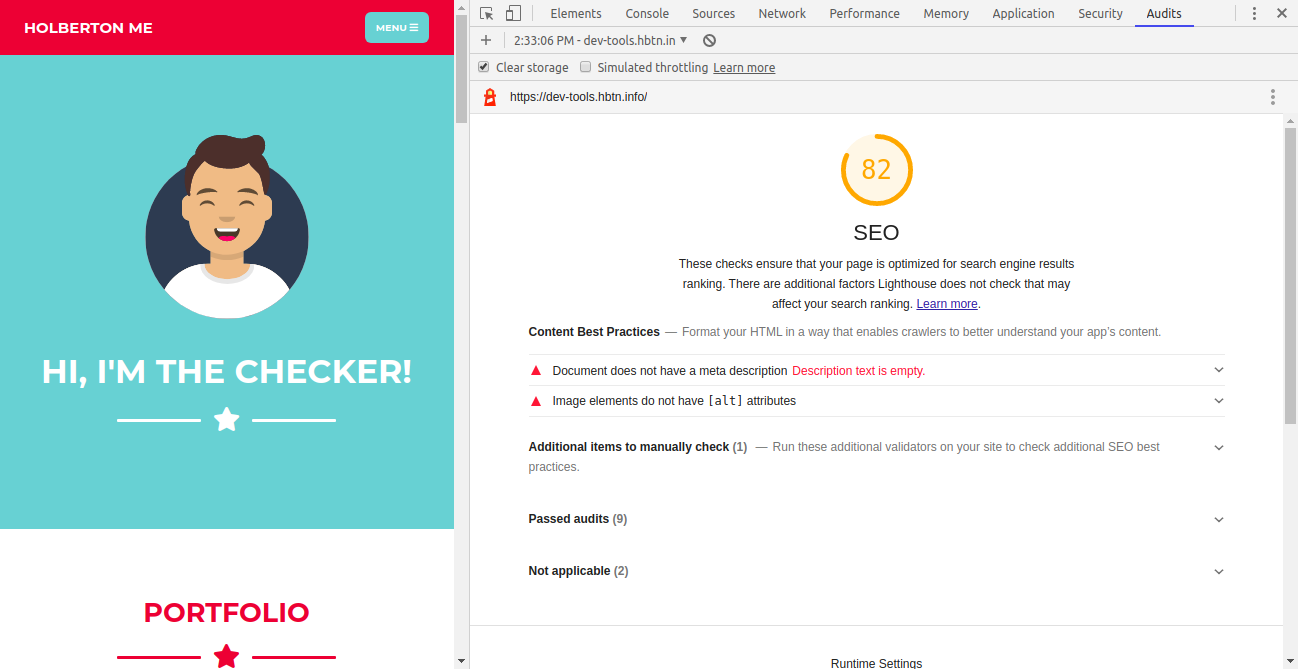 HOLBERTON ME
MENU
HI, I'M THE CHECKER!
PORTFOLIO
Elements Console Sources Network Performance Memory Application Security Audits
2:33:06 PM - dev-tools.hbtn.in
Clear storage Simulated throttling Learn more
https://dev-tools.hbtn.info/
82
SEO
These checks ensure that your page is optimized for search engine results
ranking. There are additional factors Lighthouse does not check that may
affect your search ranking. Learn more.
Content Best Practices — Format your HTML in a way that enables crawlers to better understand your app’s content.
Document does not have a meta description Description text is empty.
Image elements do not have [alt] attributes
Additional items to manually check (1) — Run these additional validators on your site to check additional SEO best
practices.
Passed audits (9)
Not applicable (2)
Runtime Settings